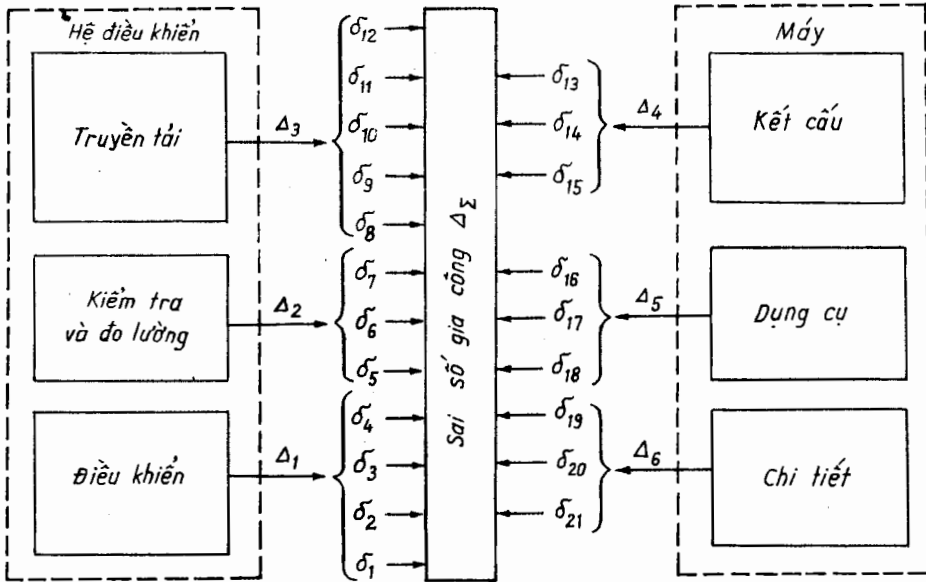 Hệ điều khiển
Truyền tải
Δ3
Kiểm tra
và đo lường
Δ2
Điều khiển
Δ1
δ12
δ11
δ10
δ9
δ8
δ7
δ6
δ5
δ4
δ3
δ2
δ1
Sai số gia công ΔΣ
δ13
δ14
δ15
δ16
δ17
δ18
δ19
δ20
δ21
Máy
Δ4
Kết cấu
Δ5
Dụng cụ
Δ6
Chi tiết